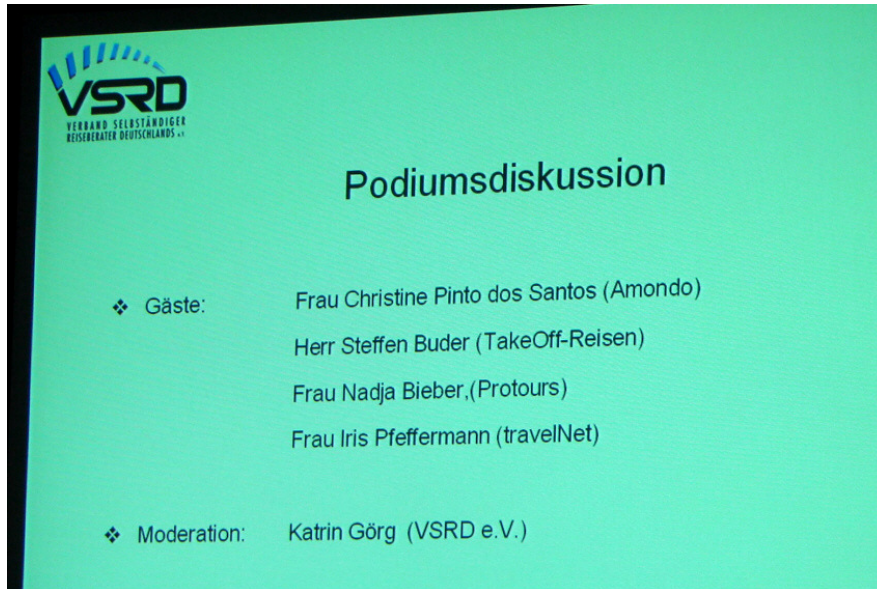 VSRD
VERBAND SELBSTÄNDIGER
REISEBERATER DEUTSCHLANDS e.V.
Podiumsdiskussion
❖ Gäste: Frau Christine Pinto dos Santos (Amondo)
Herr Steffen Buder (TakeOff-Reisen)
Frau Nadja Bieber,(Protours)
Frau Iris Pfeffermann (travelNet)
❖ Moderation: Katrin Görg (VSRD e.V.)